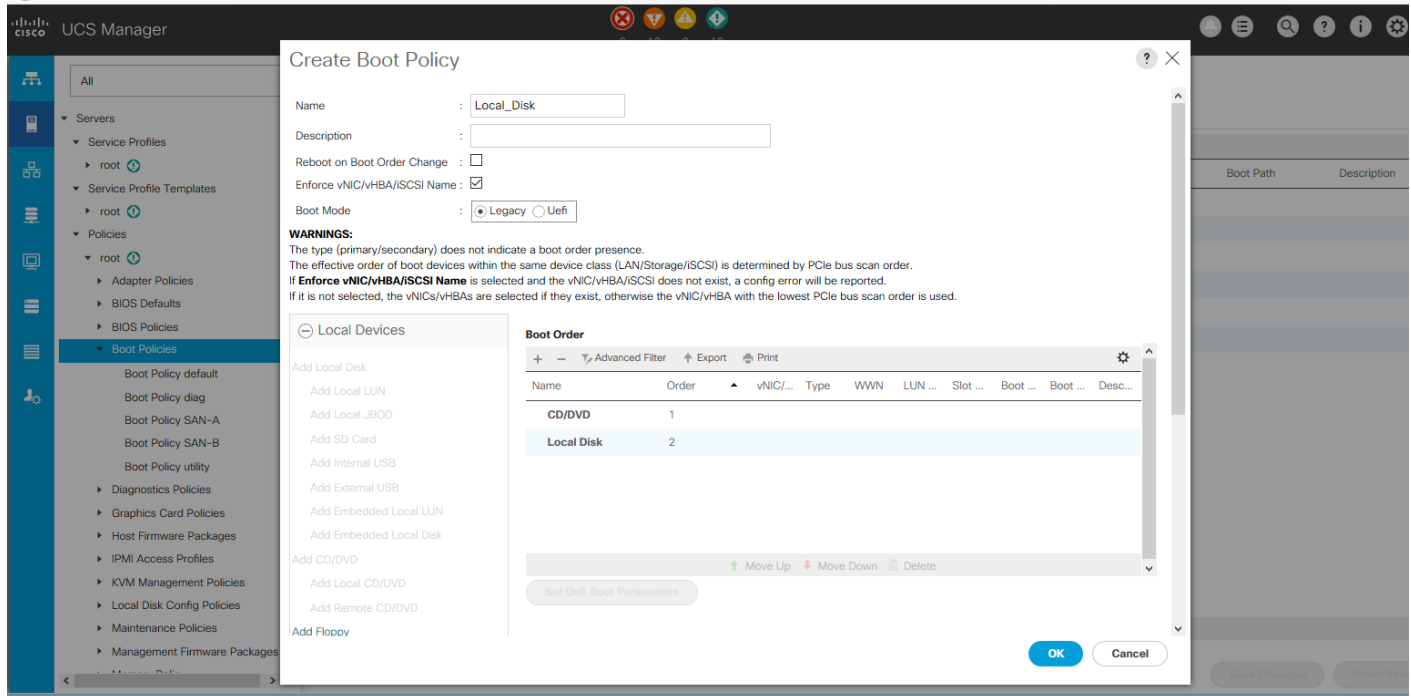 cisco UCS Manager
All
Servers
Service Profiles
root
Service Profile Templates
root
Policies
root
Adapter Policies
BIOS Defaults
BIOS Policies
Boot Policies
Boot Policy default
Boot Policy diag
Boot Policy SAN-A
Boot Policy SAN-B
Boot Policy utility
Diagnostics Policies
Graphics Card Policies
Host Firmware Packages
IPMI Access Profiles
KVM Management Policies
Local Disk Config Policies
Maintenance Policies
Management Firmware Packages
Create Boot Policy
Name : Local_Disk
Description :
Reboot on Boot Order Change :
Enforce vNIC/vHBA/iSCSI Name :
Boot Mode : Legacy Uefi
WARNINGS:
The type (primary/secondary) does not indicate a boot order presence.
The effective order of boot devices within the same device class (LAN/Storage/iSCSI) is determined by PCIe bus scan order.
If Enforce vNIC/vHBA/iSCSI Name is selected and the vNIC/vHBA/iSCSI does not exist, a config error will be reported.
If it is not selected, the vNICs/vHBAs are selected if they exist, otherwise the vNIC/vHBA with the lowest PCIe bus scan order is used.
Local Devices
Add Local Disk
Add Local LUN
Add Local JBOD
Add SD Card
Add Internal USB
Add External USB
Add Embedded Local LUN
Add Embedded Local Disk
Add CD/DVD
Add Local CD/DVD
Add Remote CD/DVD
Add Floppy
Boot Order
+ − Advanced Filter Export Print
Name Order vNIC/... Type WWN LUN ... Slot ... Boot ... Boot ... Desc...
CD/DVD 1
Local Disk 2
Move Up Move Down Delete
Set Uefi Boot Parameters
OK Cancel
Boot Path Description
Save Changes